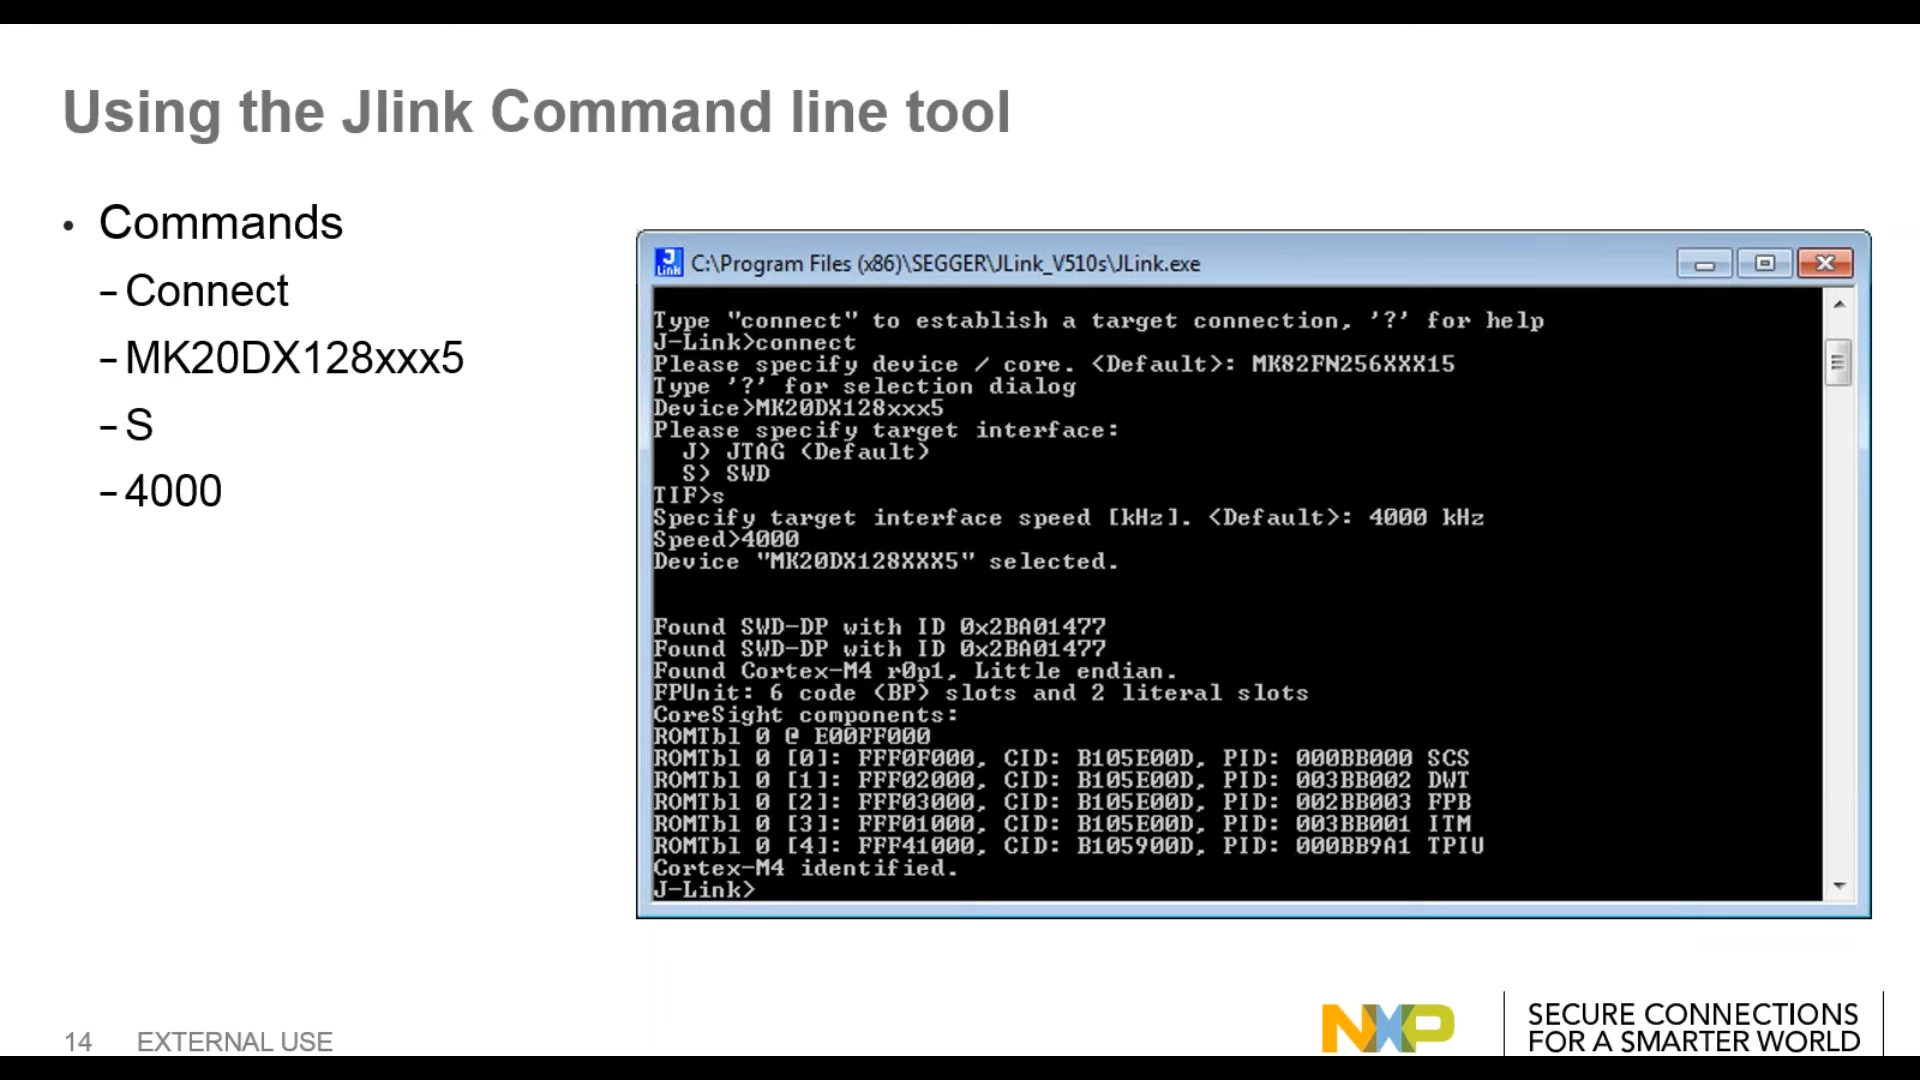 Using the Jlink Command line tool
• Commands
– Connect
– MK20DX128xxx5
– S
– 4000
J Link
C:\Program Files (x86)\SEGGER\JLink_V510s\JLink.exe
Type "connect" to establish a target connection, '?' for help
J-Link>connect
Please specify device / core. <Default>: MK82FN256XXX15
Type '?' for selection dialog
Device>MK20DX128xxx5
Please specify target interface:
J) JTAG (Default)
S) SWD
TIF>s
Specify target interface speed [kHz]. <Default>: 4000 kHz
Speed>4000
Device "MK20DX128XXX5" selected.
Found SWD-DP with ID 0x2BA01477
Found SWD-DP with ID 0x2BA01477
Found Cortex-M4 r0p1, Little endian.
FPUnit: 6 code (BP) slots and 2 literal slots
CoreSight components:
ROMTbl 0 @ E00FF000
ROMTbl 0 [0]: FFF0F000, CID: B105E00D, PID: 000BB000 SCS
ROMTbl 0 [1]: FFF02000, CID: B105E00D, PID: 003BB002 DWT
ROMTbl 0 [2]: FFF03000, CID: B105E00D, PID: 002BB003 FPB
ROMTbl 0 [3]: FFF01000, CID: B105E00D, PID: 003BB001 ITM
ROMTbl 0 [4]: FFF41000, CID: B105900D, PID: 000BB9A1 TPIU
Cortex-M4 identified.
J-Link>
14 EXTERNAL USE
NXP
SECURE CONNECTIONS
FOR A SMARTER WORLD